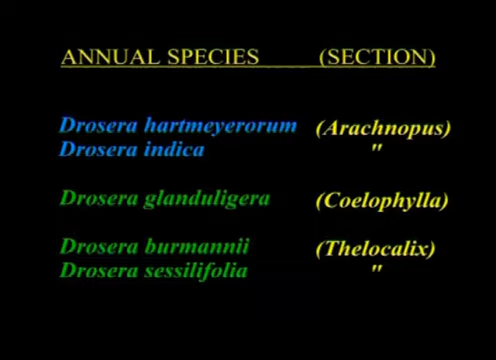 ANNUAL SPECIES (SECTION)
Drosera hartmeyerorum (Arachnopus)
Drosera indica "
Drosera glanduligera (Coelophylla)
Drosera burmannii (Thelocalix)
Drosera sessilifolia "